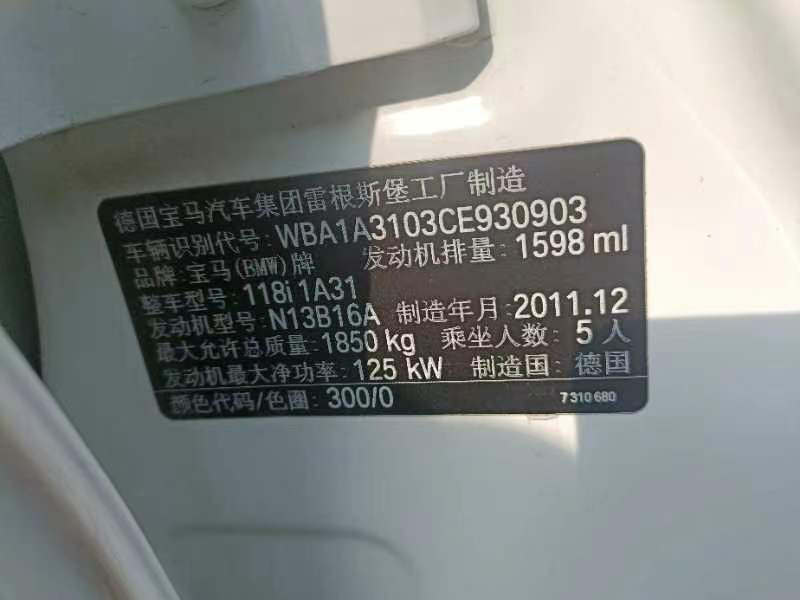 德国宝马汽车集团雷根斯堡工厂制造
车辆识别代号: WBA1A3103CE930903
品牌: 宝马(BMW)牌 发动机排量: 1598 ml
整车型号: 118i 1A31
发动机型号: N13B16A 制造年月: 2011.12
最大允许总质量: 1850 kg 乘坐人数: 5 人
发动机最大净功率: 125 kW 制造国: 德国
颜色代码/色圈: 300/0 7 310 680